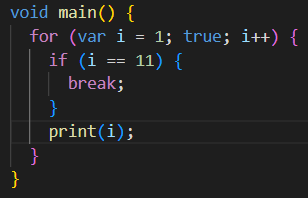 void main() {
  for (var i = 1; true; i++) {
    if (i == 11) {
      break;
    }
    print(i);
  }
}